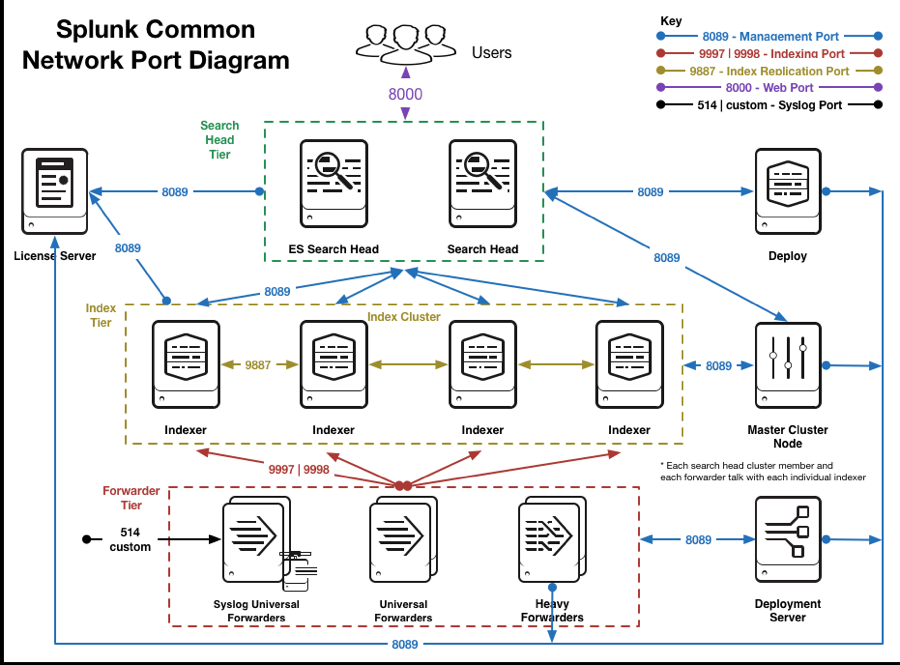 Splunk Common
Network Port Diagram
Users
8000
Key
8089 - Management Port
9997 | 9998 - Indexing Port
9887 - Index Replication Port
8000 - Web Port
514 | custom - Syslog Port
Search
Head
Tier
ES Search Head
Search Head
License Server
Deploy
8089
8089
8089
8089
8089
Index
Tier
Index Cluster
9887
Indexer
Indexer
Indexer
Indexer
8089
Master Cluster
Node
* Each search head cluster member and
each forwarder talk with each individual indexer
9997 | 9998
Forwarder
Tier
514
custom
Syslog Universal
Forwarders
Universal
Forwarders
Heavy
Forwarders
8089
Deployment
Server
8089